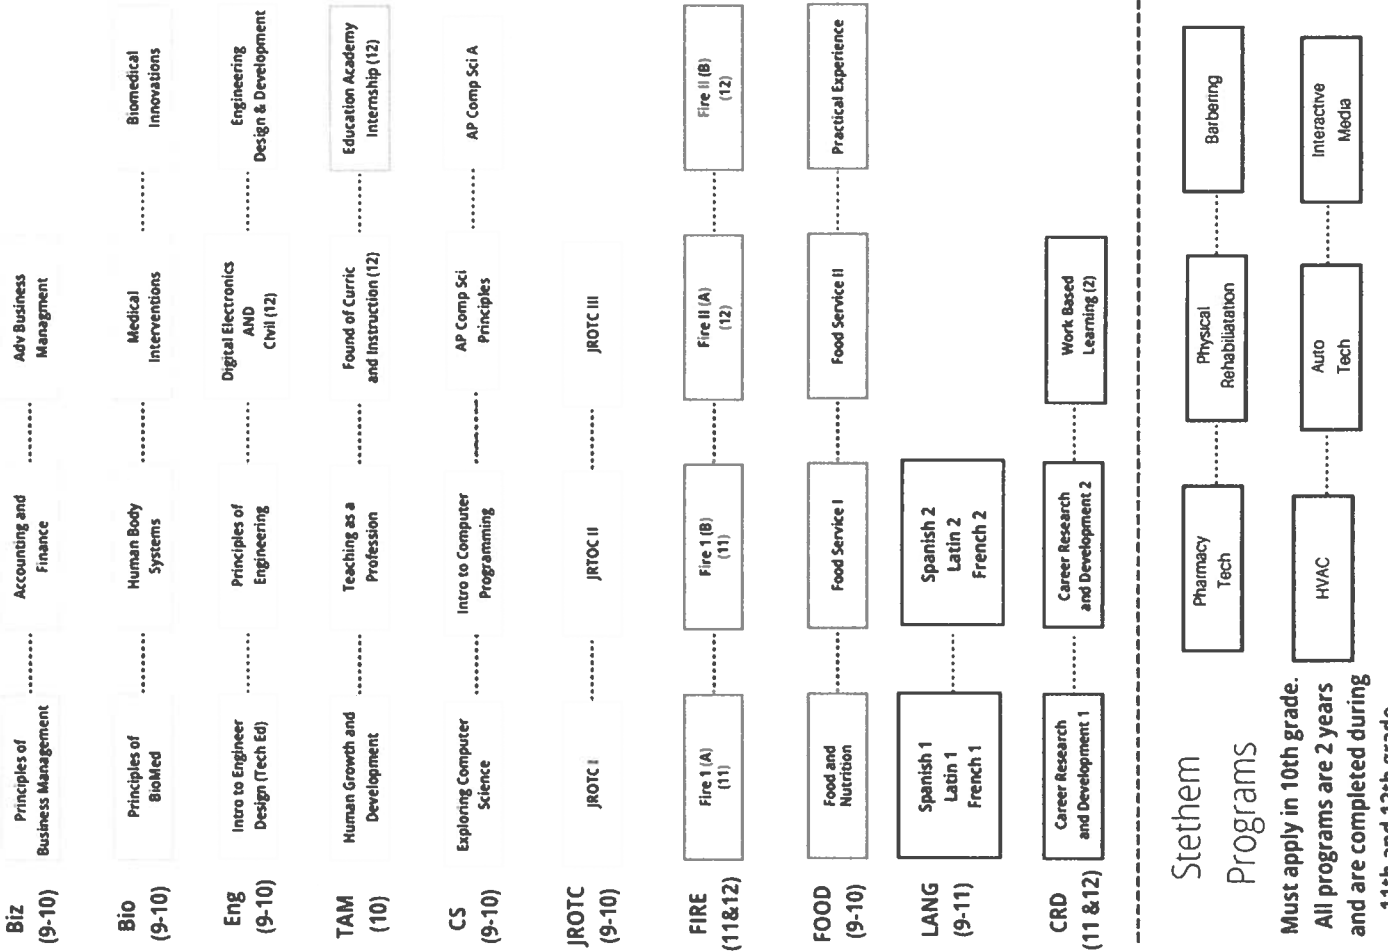 Biz
(9-10)
Principles of
Business Management
Accounting and
Finance
Adv Business
Managment
Bio
(9-10)
Principles of
BioMed
Human Body
Systems
Medical
Interventions
Biomedical
Innovations
Eng
(9-10)
Intro to Engineer
Design (Tech Ed)
Principles of
Engineering
Digital Electronics
AND
Civil (12)
Engineering
Design & Development
TAM
(10)
Human Growth and
Development
Teaching as a
Profession
Found of Curric
and Instruction (12)
Education Academy
Internship (12)
CS
(9-10)
Exploring Computer
Science
Intro to Computer
Programming
AP Comp Sci
Principles
AP Comp Sci A
JROTC
(9-10)
JROTC I
JRTOC II
JROTC III
FIRE
(11&12)
Fire 1 (A)
(11)
Fire 1 (B)
(11)
Fire II (A)
(12)
Fire II (B)
(12)
FOOD
(9-10)
Food and
Nutrition
Food Service I
Food Service II
Practical Experience
LANG
(9-11)
Spanish 1
Latin 1
French 1
Spanish 2
Latin 2
French 2
CRD
(11 &12)
Career Research
and Development 1
Career Research
and Development 2
Work Based
Learning (2)
Stethem
Programs
Must apply in 10th grade.
All programs are 2 years
and are completed during
11th and 12th grade
Pharmacy
Tech
Physical
Rehabiliatation
Barbering
HVAC
Auto
Tech
Interactive
Media